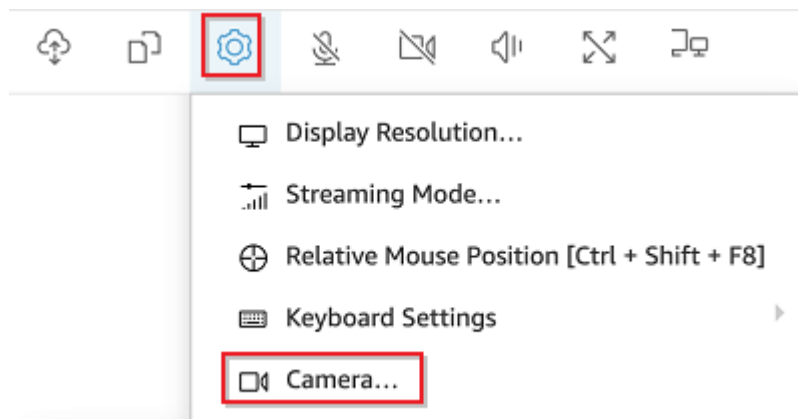 Display Resolution...
Streaming Mode...
Relative Mouse Position [Ctrl + Shift + F8]
Keyboard Settings
Camera...